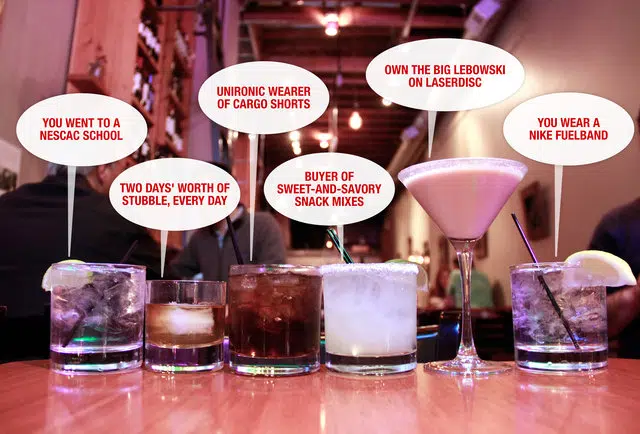 YOU WENT TO A
NESCAC SCHOOL
TWO DAYS' WORTH OF
STUBBLE, EVERY DAY
UNIRONIC WEARER
OF CARGO SHORTS
BUYER OF
SWEET-AND-SAVORY
SNACK MIXES
OWN THE BIG LEBOWSKI
ON LASERDISC
YOU WEAR A
NIKE FUELBAND